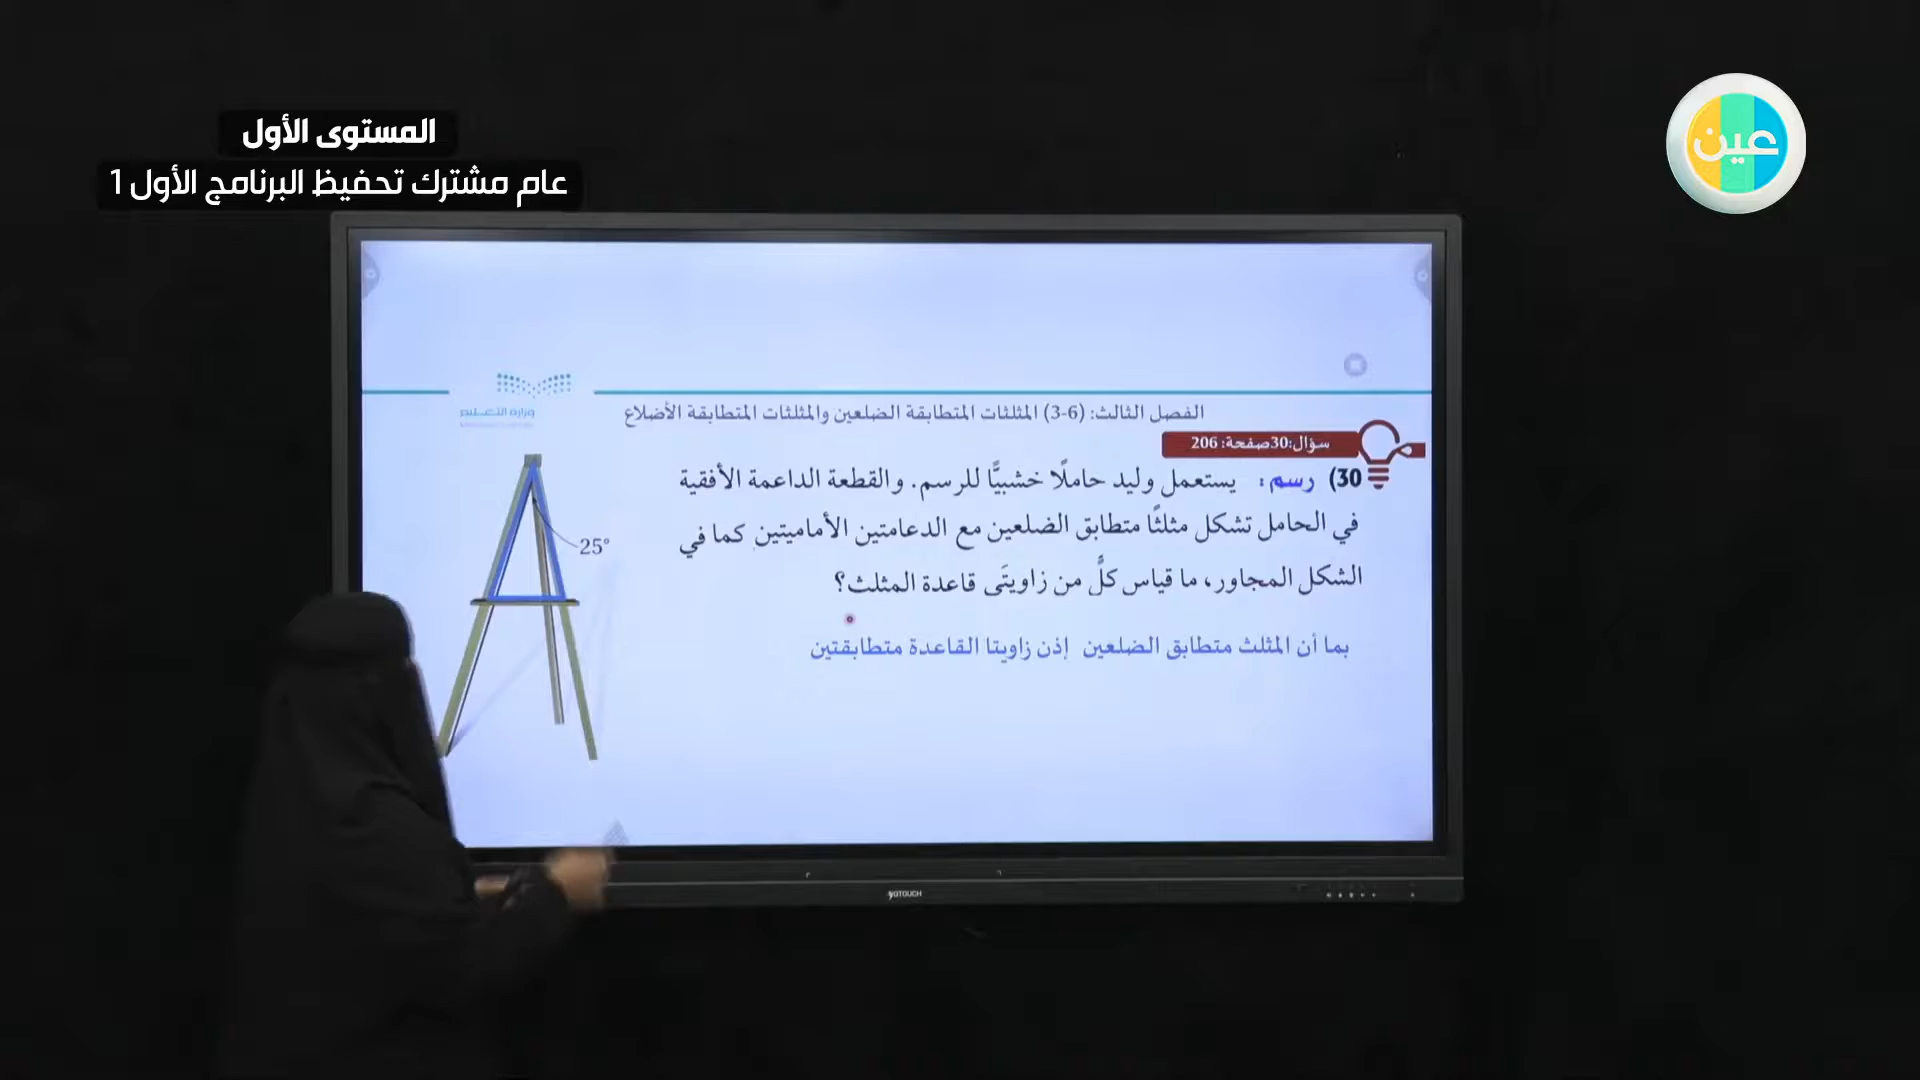 المستوى الأول
عام مشترك تحفيظ البرنامج الأول 1
عين
وزارة التعليم
الفصل الثالث: (6-3) المثلثات المتطابقة الضلعين والمثلثات المتطابقة الأضلاع
سؤال:30صفحة: 206
30) رسم: يستعمل وليد حاملًا خشبيًّا للرسم. والقطعة الداعمة الأفقية
في الحامل تشكل مثلثًا متطابق الضلعين مع الدعامتين الأماميتين كما في
الشكل المجاور، ما قياس كلٍّ من زاويتَى قاعدة المثلث؟
25°
بما أن المثلث متطابق الضلعين إذن زاويتا القاعدة متطابقتين
YOTOUCH